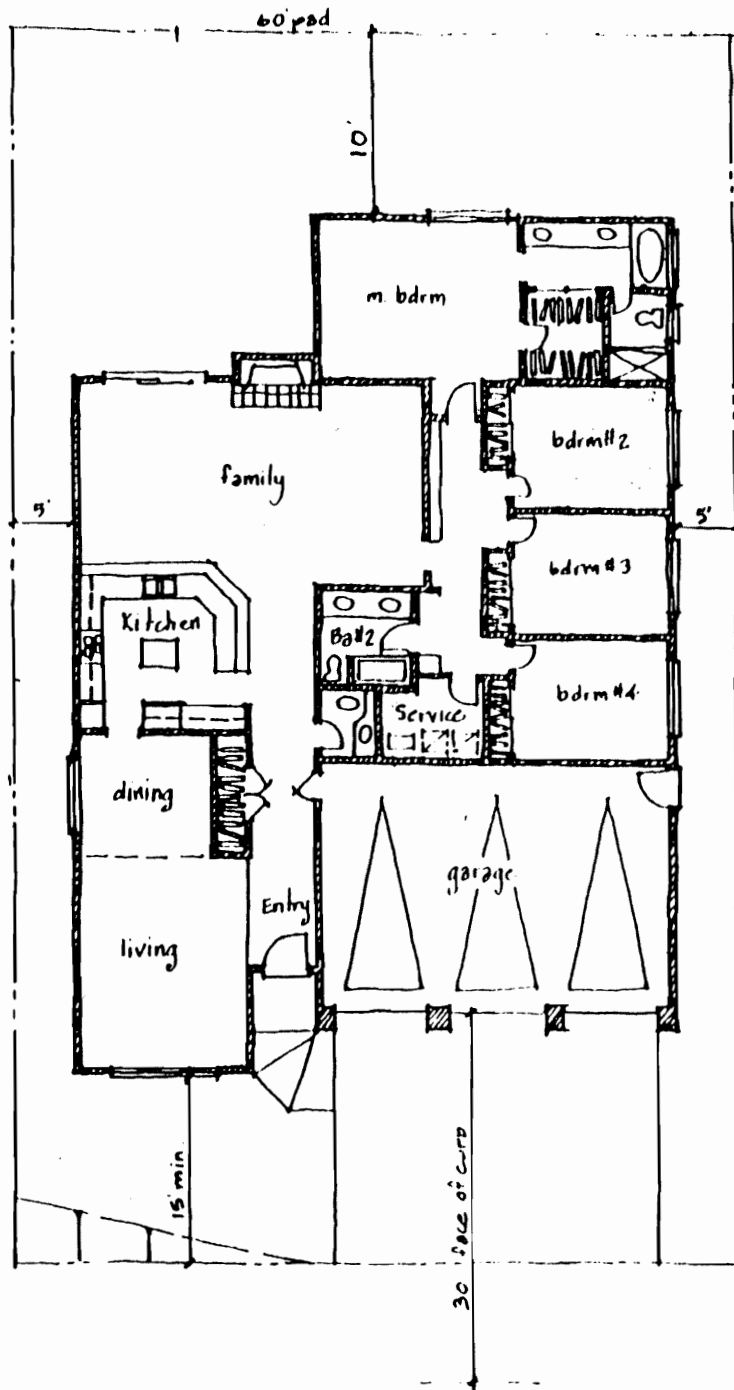 60' pad
10'
m. bdrm
bdrm #2
family
5'
5'
bdrm #3
Kitchen
Ba#2
bdrm #4
Service
dining
garage
Entry
living
15' min
30' face of curb